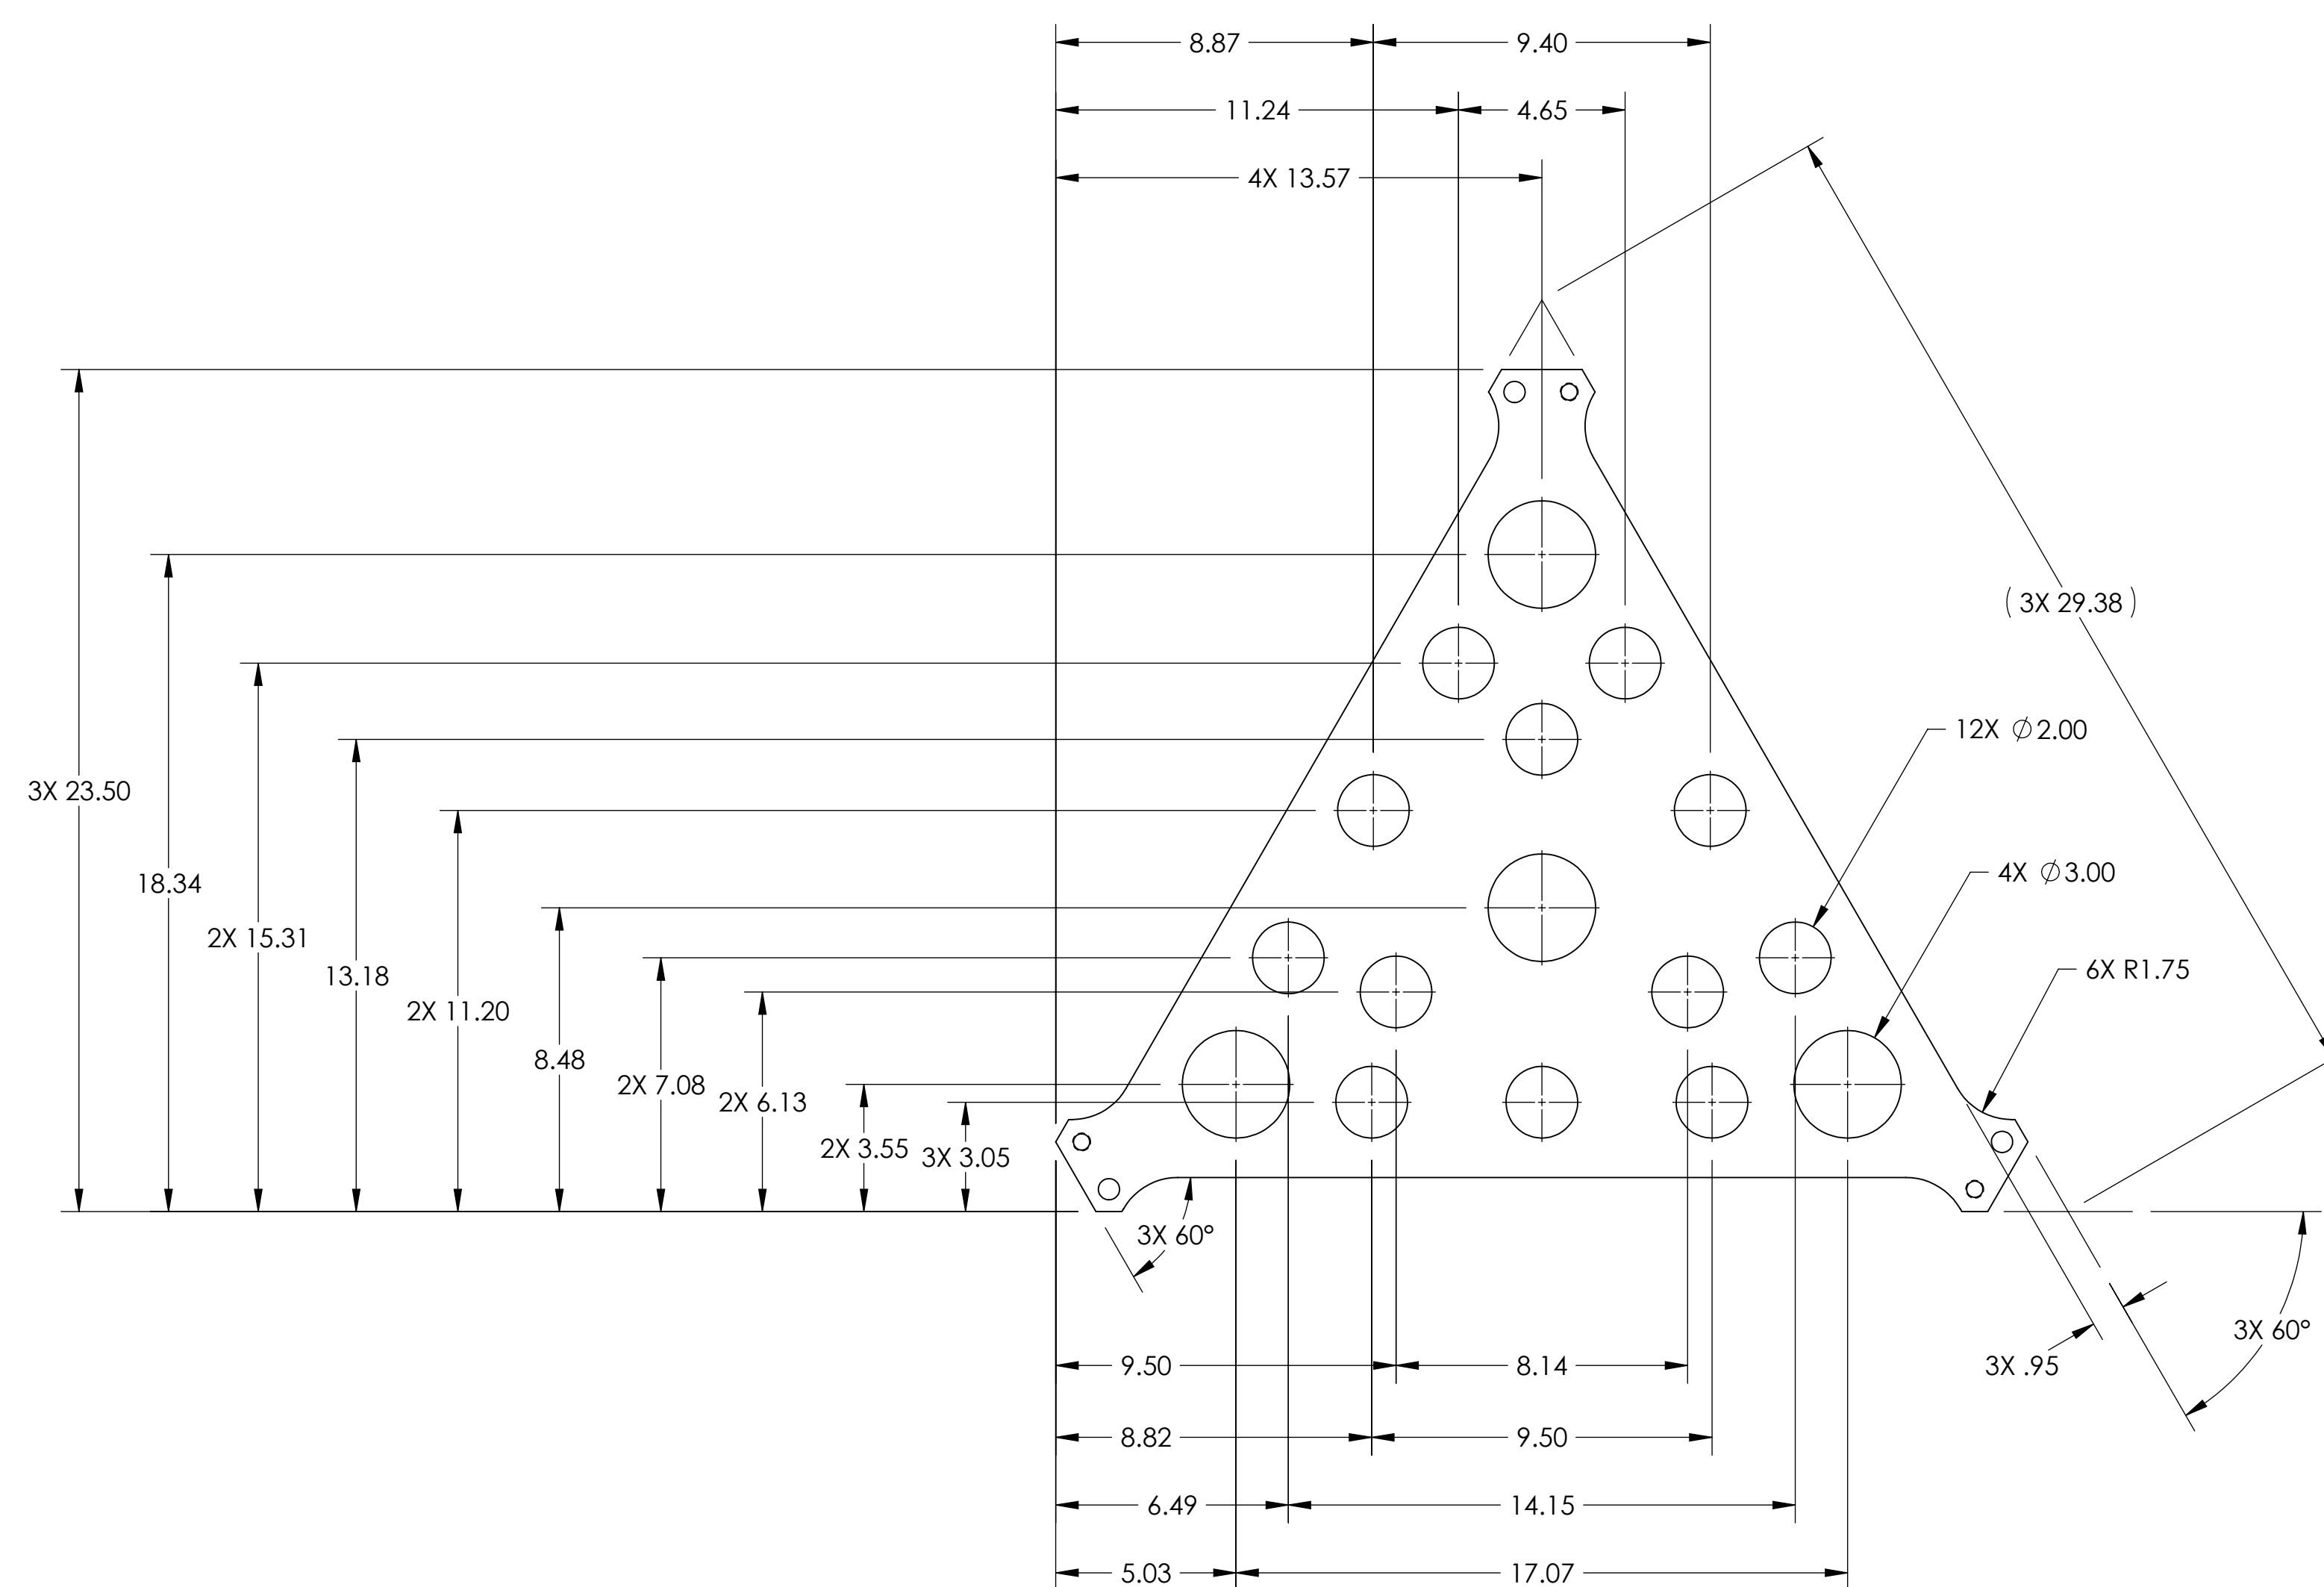 8.87
9.40
11.24
4.65
4X 13.57
( 3X 29.38 )
12X ∅2.00
3X 23.50
4X ∅3.00
18.34
2X 15.31
6X R1.75
13.18
2X 11.20
8.48
2X 7.08
2X 6.13
2X 3.55
3X 3.05
3X 60°
3X 60°
9.50
8.14
3X .95
8.82
9.50
6.49
14.15
5.03
17.07